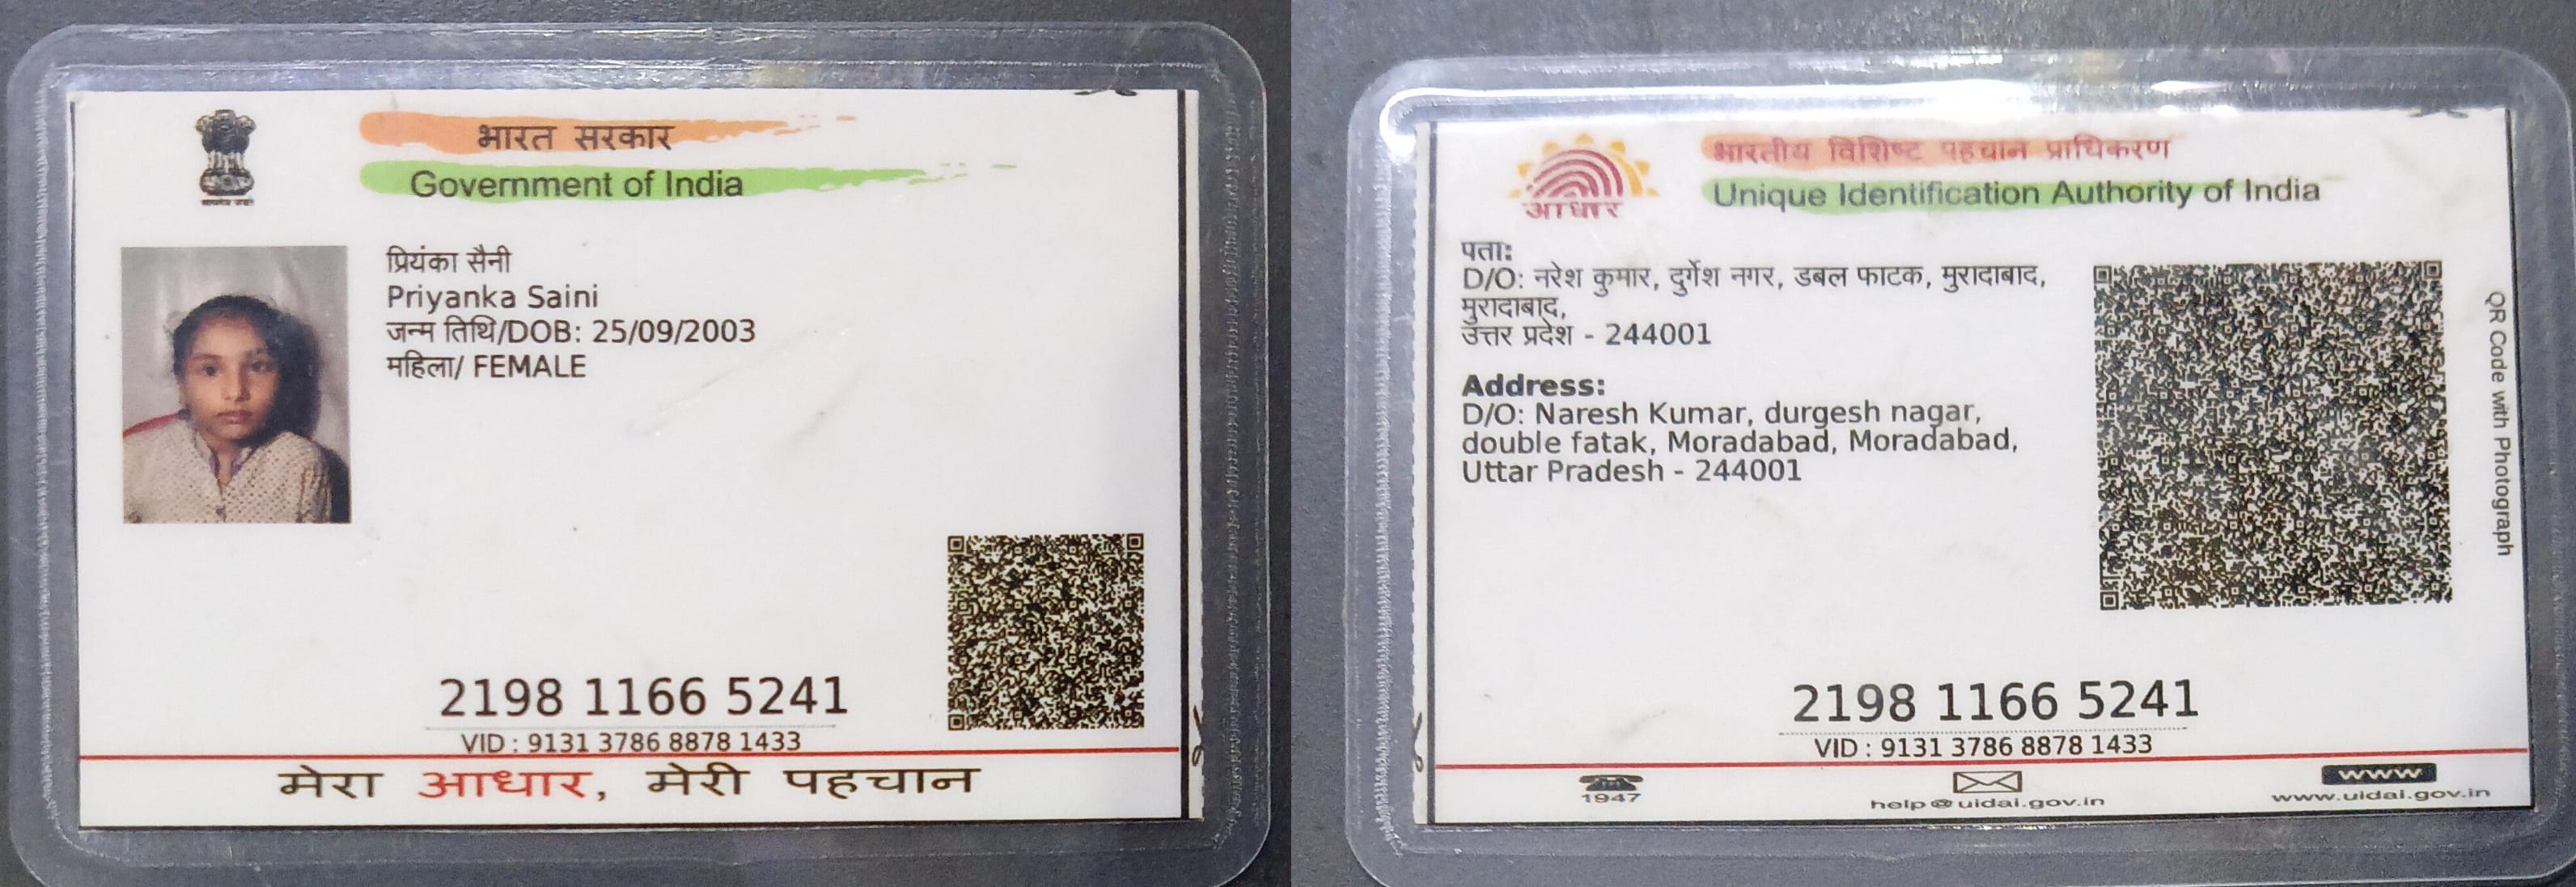 भारत सरकार
Government of India
प्रियंका सैनी
Priyanka Saini
जन्म तिथि/DOB: 25/09/2003
महिला/ FEMALE
2198 1166 5241
VID : 9131 3786 8878 1433
मेरा आधार, मेरी पहचान
भारतीय विशिष्ट पहचान प्राधिकरण
Unique Identification Authority of India
आधार
पता:
D/O: नरेश कुमार, दुर्गेश नगर, डबल फाटक, मुरादाबाद,
मुरादाबाद,
उत्तर प्रदेश - 244001
Address:
D/O: Naresh Kumar, durgesh nagar,
double fatak, Moradabad, Moradabad,
Uttar Pradesh - 244001
QR Code with Photograph
2198 1166 5241
VID : 9131 3786 8878 1433
1947
help@uidai.gov.in
www
www.uidai.gov.in